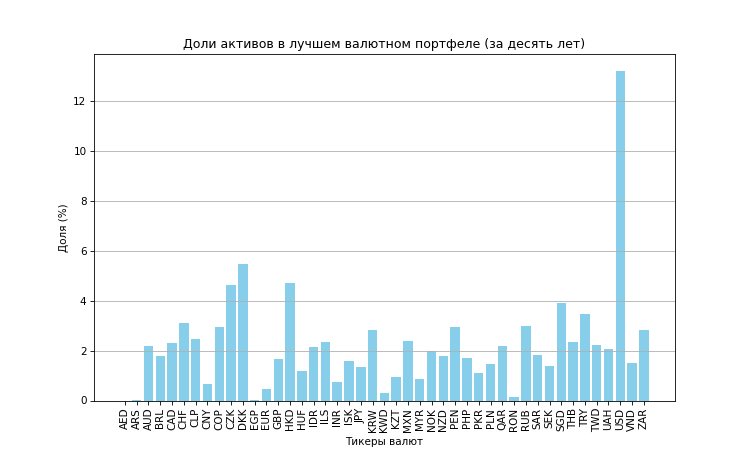 Доли активов в лучшем валютном портфеле (за десять лет)
Доля (%)
12
10
8
6
4
2
0
AED ARS AUD BRL CAD CHF CLP CNY COP CZK DKK EGP EUR GBP HKD HUF IDR ILS INR ISK JPY KRW KWD KZT MXN MYR NOK NZD PEN PHP PKR PLN QAR RON RUB SAR SEK SGD THB TRY TWD UAH USD VND ZAR
Тикеры валют